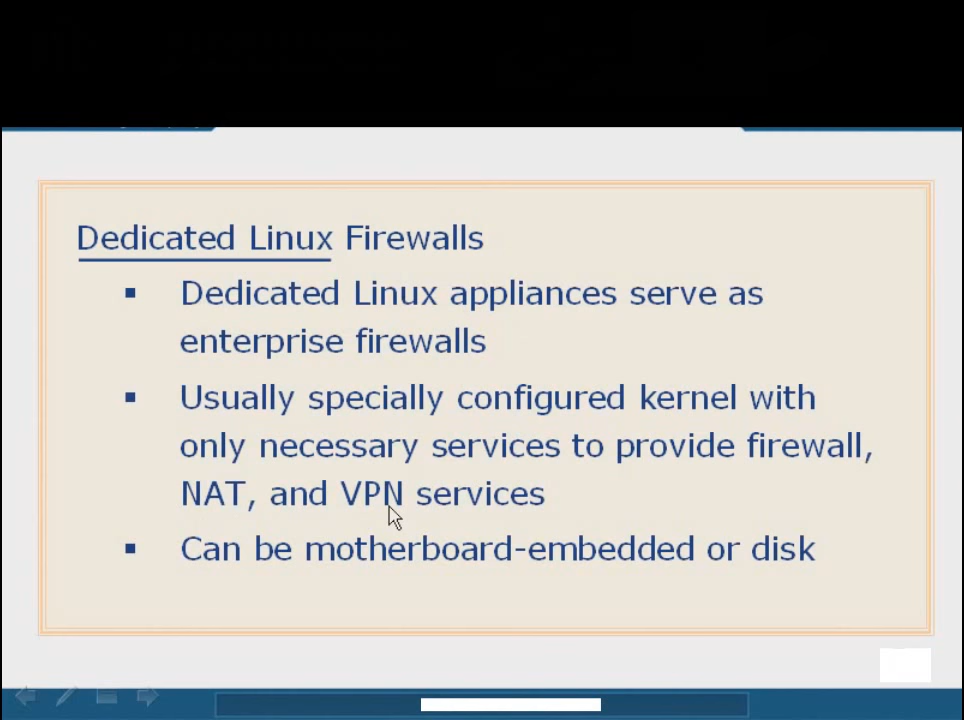 Dedicated Linux Firewalls
▪ Dedicated Linux appliances serve as
enterprise firewalls
▪ Usually specially configured kernel with
only necessary services to provide firewall,
NAT, and VPN services
▪ Can be motherboard-embedded or disk